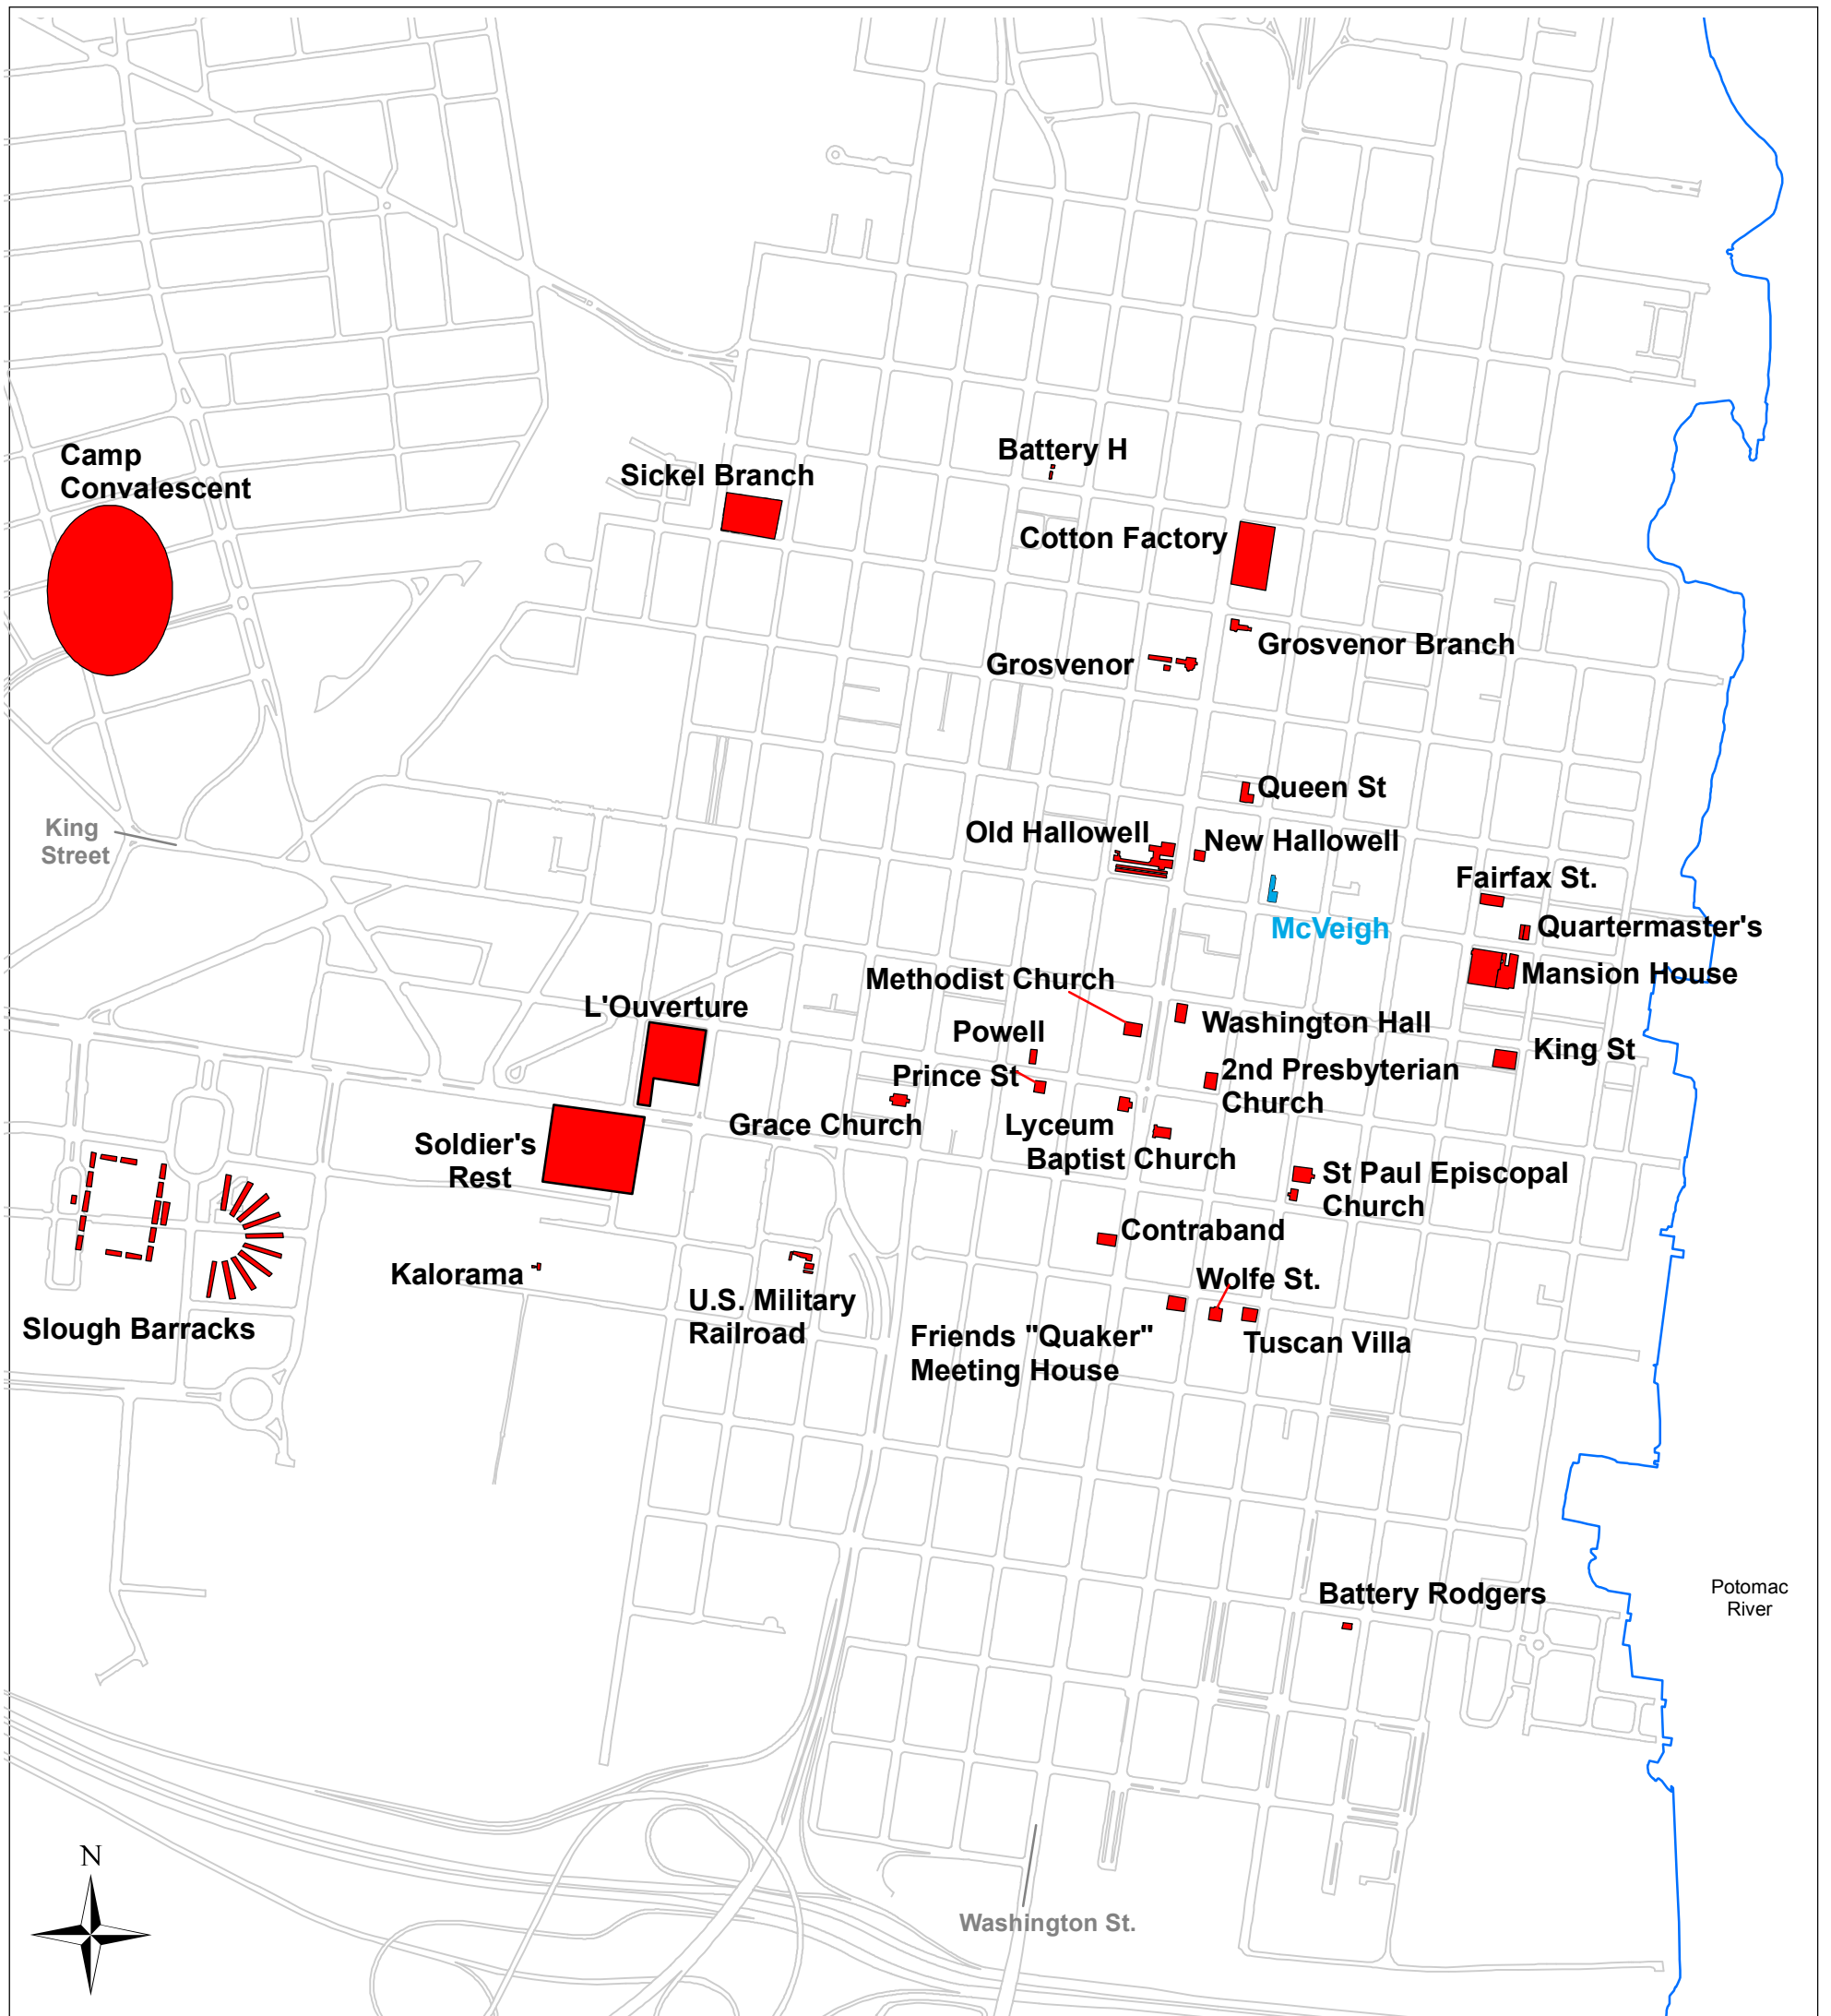 Camp
Convalescent
Sickel Branch
Battery H
Cotton Factory
Grosvenor Branch
Grosvenor
Queen St
King
Street
Old Hallowell
New Hallowell
Fairfax St.
McVeigh
Quartermaster's
Mansion House
Methodist Church
L'Ouverture
Washington Hall
Powell
King St
Prince St
2nd Presbyterian
Church
Grace Church
Lyceum
Soldier's
Rest
Baptist Church
St Paul Episcopal
Church
Contraband
Kalorama
Wolfe St.
U.S. Military
Railroad
Slough Barracks
Friends "Quaker"
Meeting House
Tuscan Villa
Battery Rodgers
Potomac
River
N
Washington St.